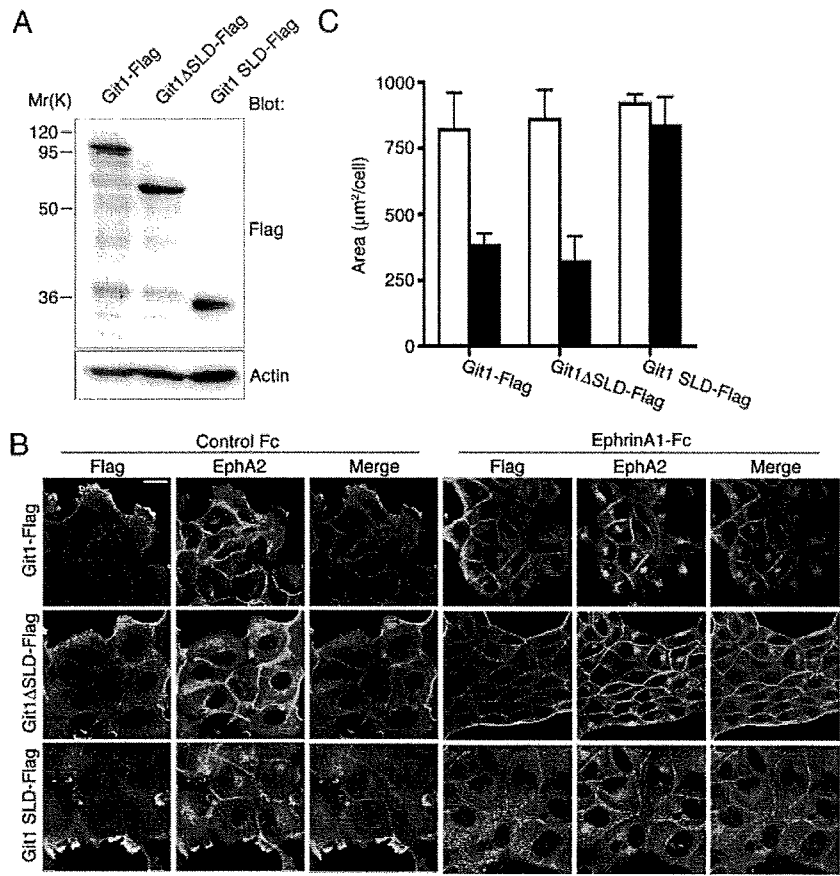 A
Git1-Flag
Git1ΔSLD-Flag
Git1 SLD-Flag
Mr(K)
Blot:
120
95
50
36
Flag
Actin
C
1000
750
500
250
0
Area (μm²/cell)
Git1-Flag
Git1ΔSLD-Flag
Git1 SLD-Flag
B
Control Fc
EphrinA1-Fc
Flag
EphA2
Merge
Flag
EphA2
Merge
Git1-Flag
Git1ΔSLD-Flag
Git1 SLD-Flag